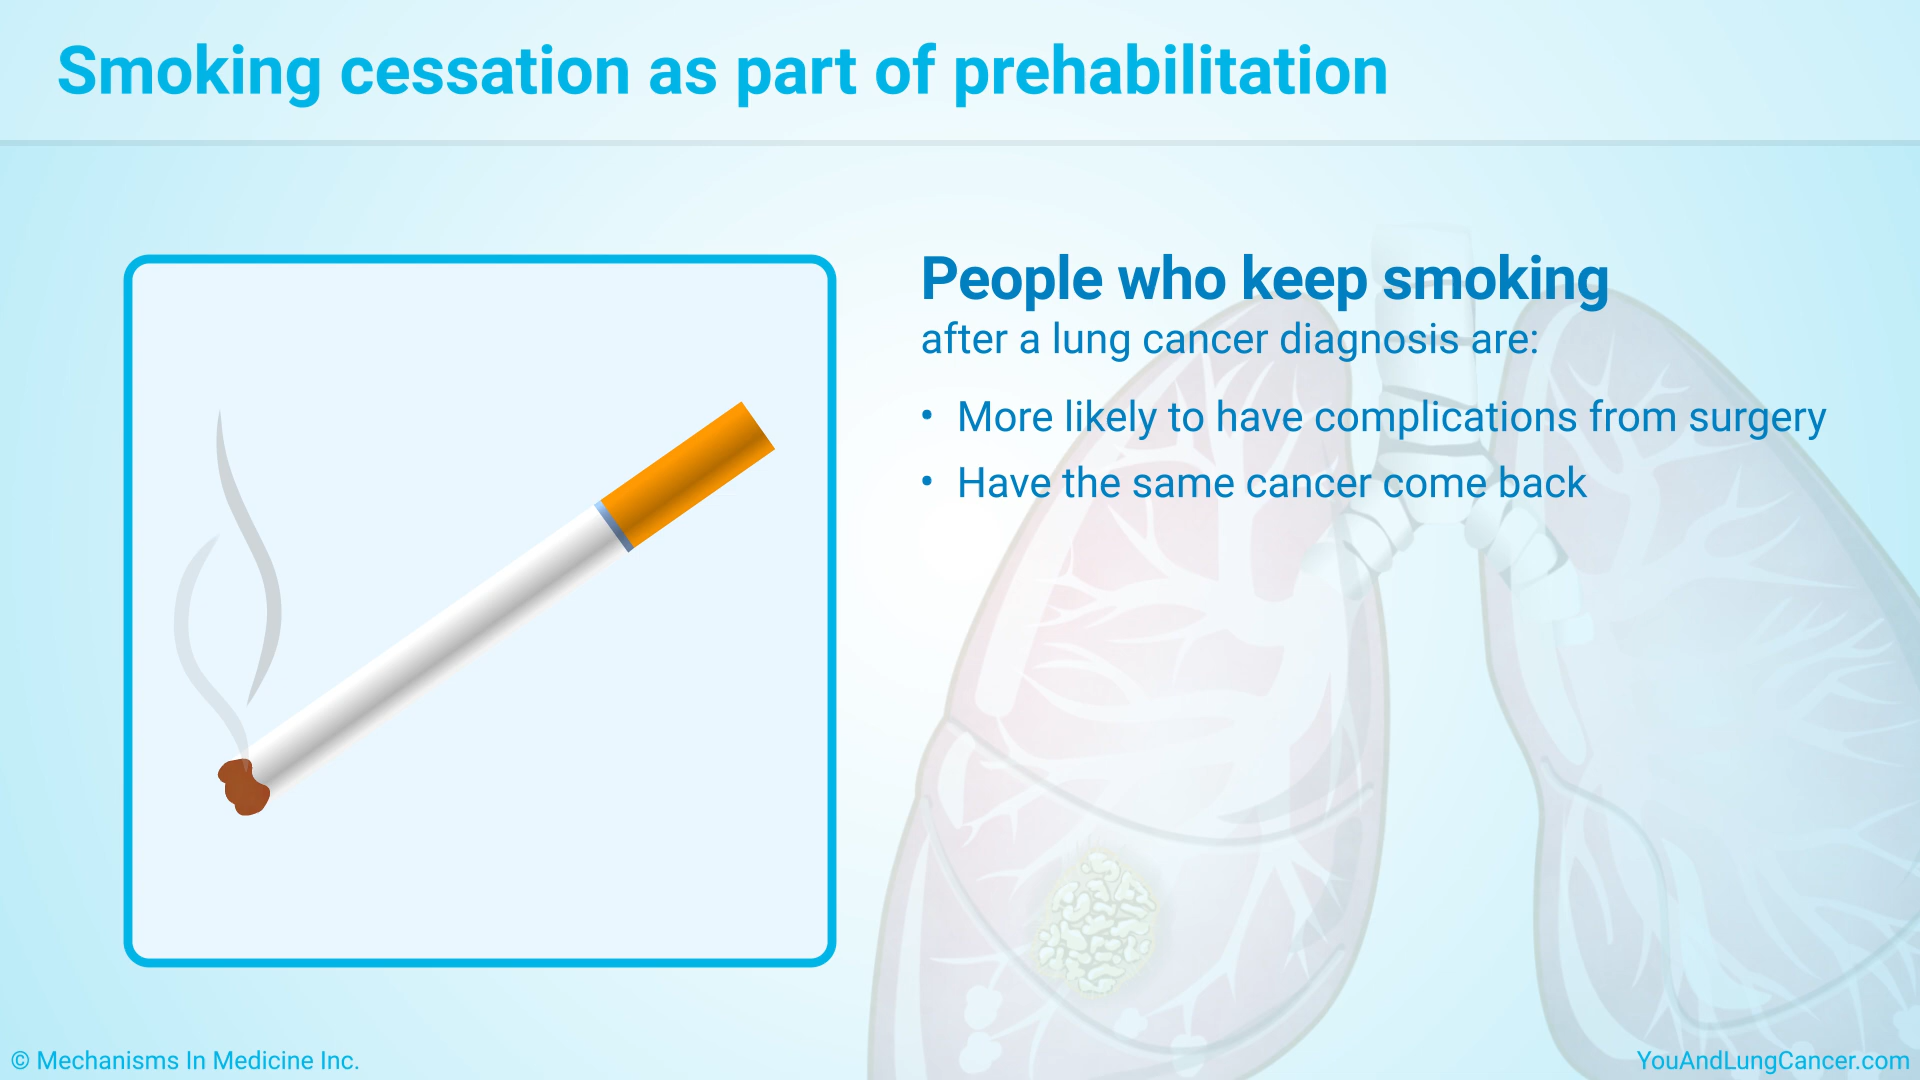 Smoking cessation as part of prehabilitation
People who keep smoking
after a lung cancer diagnosis are:
• More likely to have complications from surgery
• Have the same cancer come back
© Mechanisms In Medicine Inc.
YouAndLungCancer.com